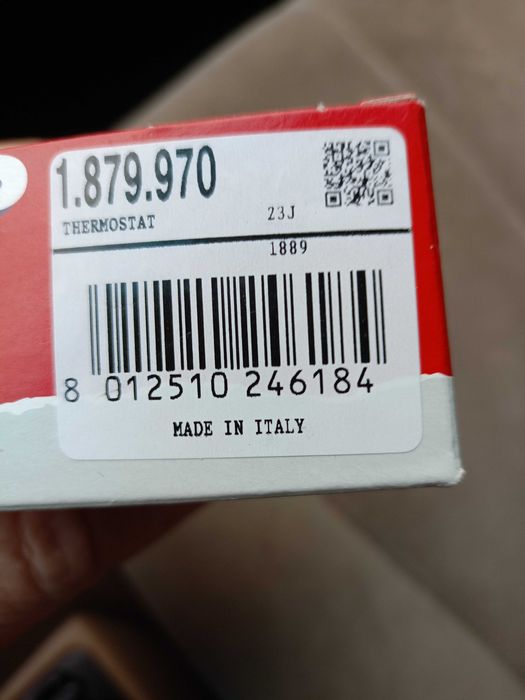 1.879.970
THERMOSTAT
23J
1889
8 012510 246184
MADE IN ITALY